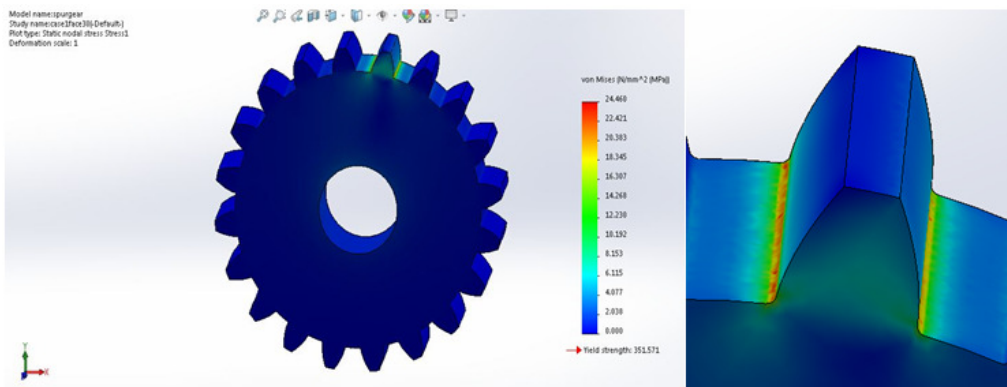 Model name:spurgear
Study name:case1face30(-Default-)
Plot type: Static nodal stress Stress1
Deformation scale: 1
von Mises (N/mm^2 (MPa))
24.460
22.421
20.383
18.345
16.307
14.268
12.230
10.192
8.153
6.115
4.077
2.038
0.000
Yield strength: 351.571
Y
X